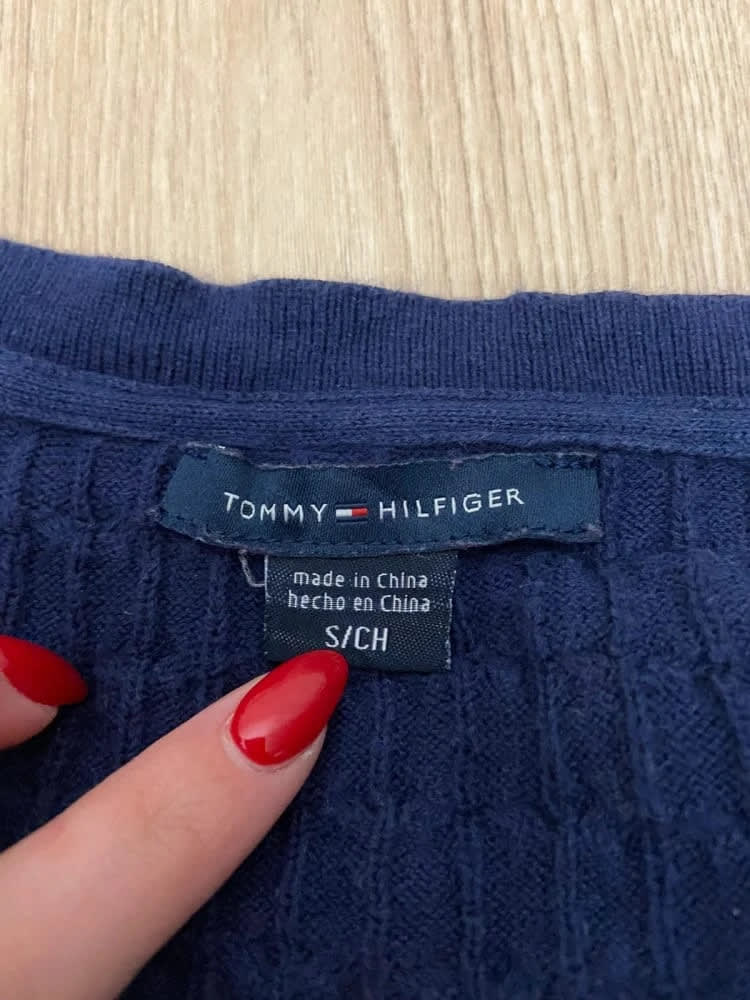 TOMMY HILFIGER
made in China
hecho en China
S/CH